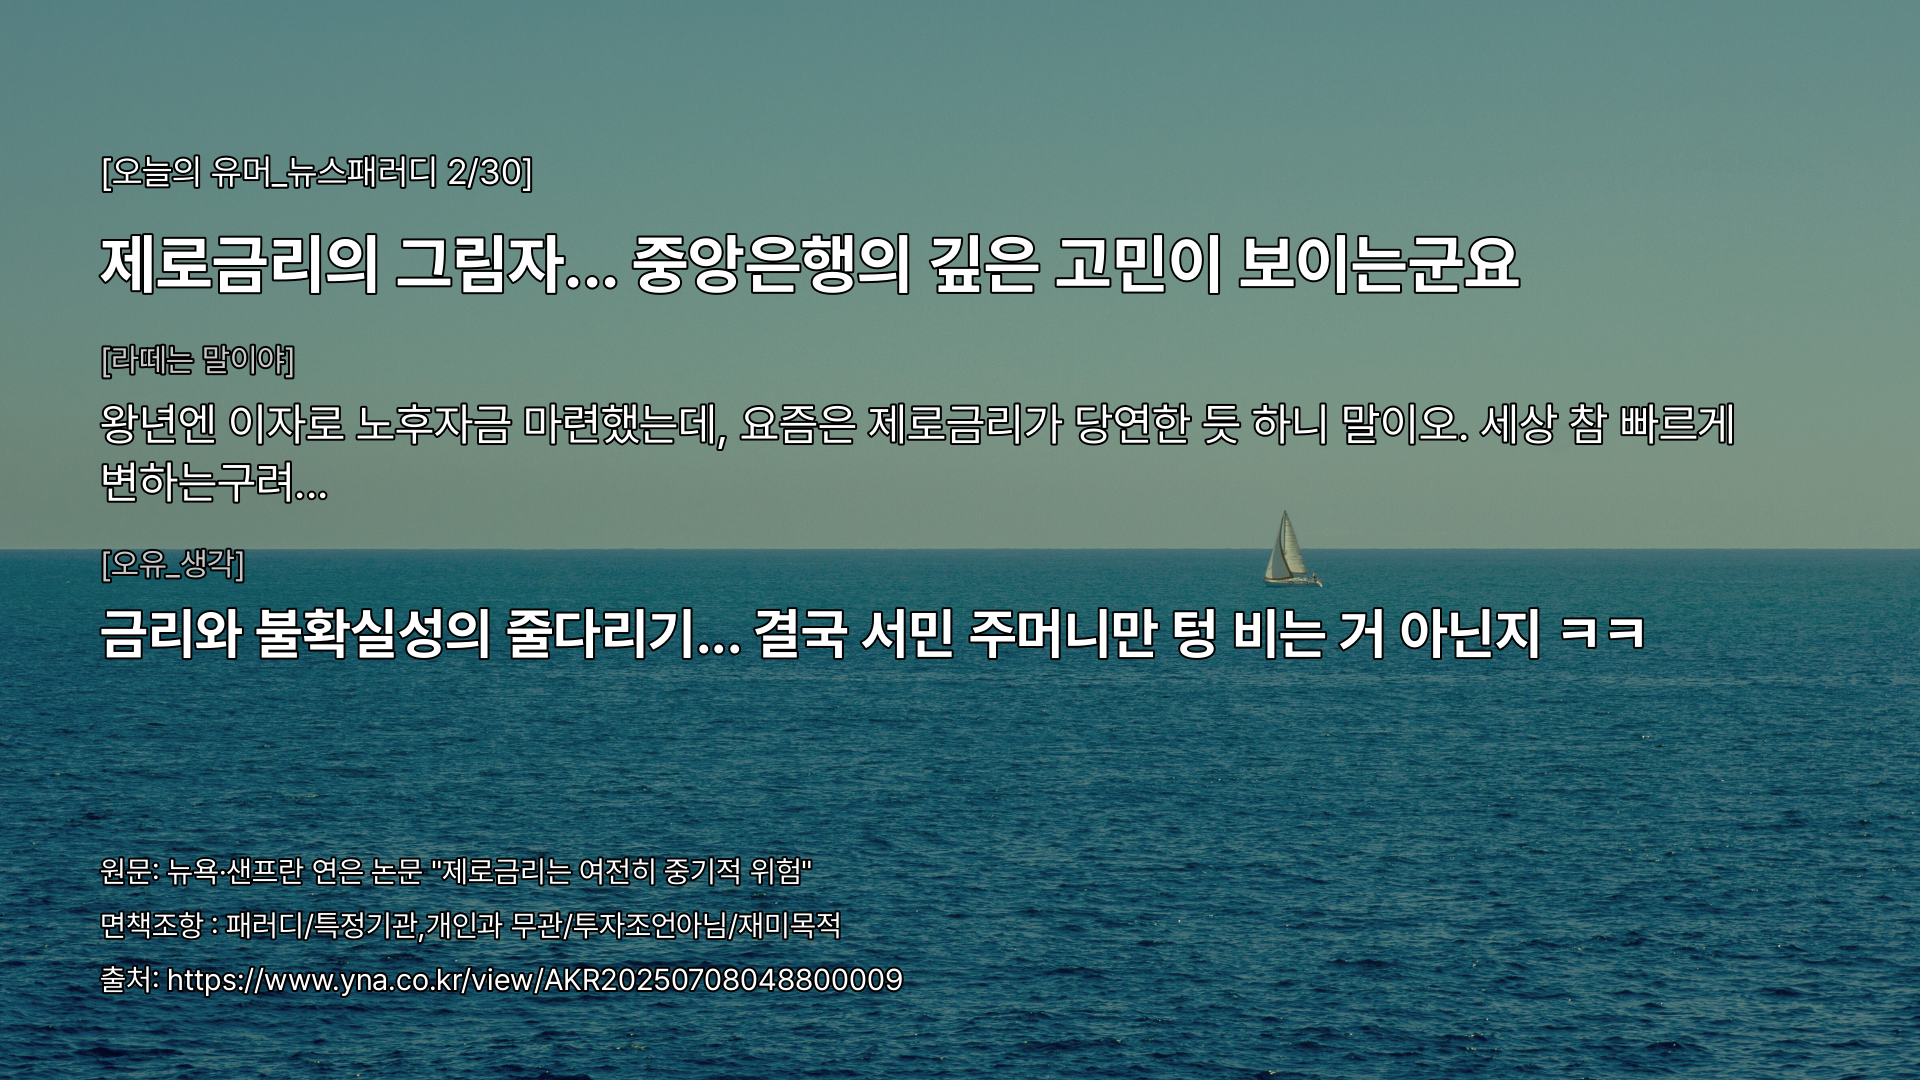 [오늘의 유머_뉴스패러디 2/30]
제로금리의 그림자... 중앙은행의 깊은 고민이 보이는군요
[라떼는 말이야]
왕년엔 이자로 노후자금 마련했는데, 요즘은 제로금리가 당연한 듯 하니 말이오. 세상 참 빠르게
변하는구려...
[오유_생각]
금리와 불확실성의 줄다리기... 결국 서민 주머니만 텅 비는 거 아닌지 ㅋㅋ
원문: 뉴욕·샌프란 연은 논문 "제로금리는 여전히 중기적 위험"
면책조항 : 패러디/특정기관,개인과 무관/투자조언아님/재미목적
출처: https://www.yna.co.kr/view/AKR20250708048800009